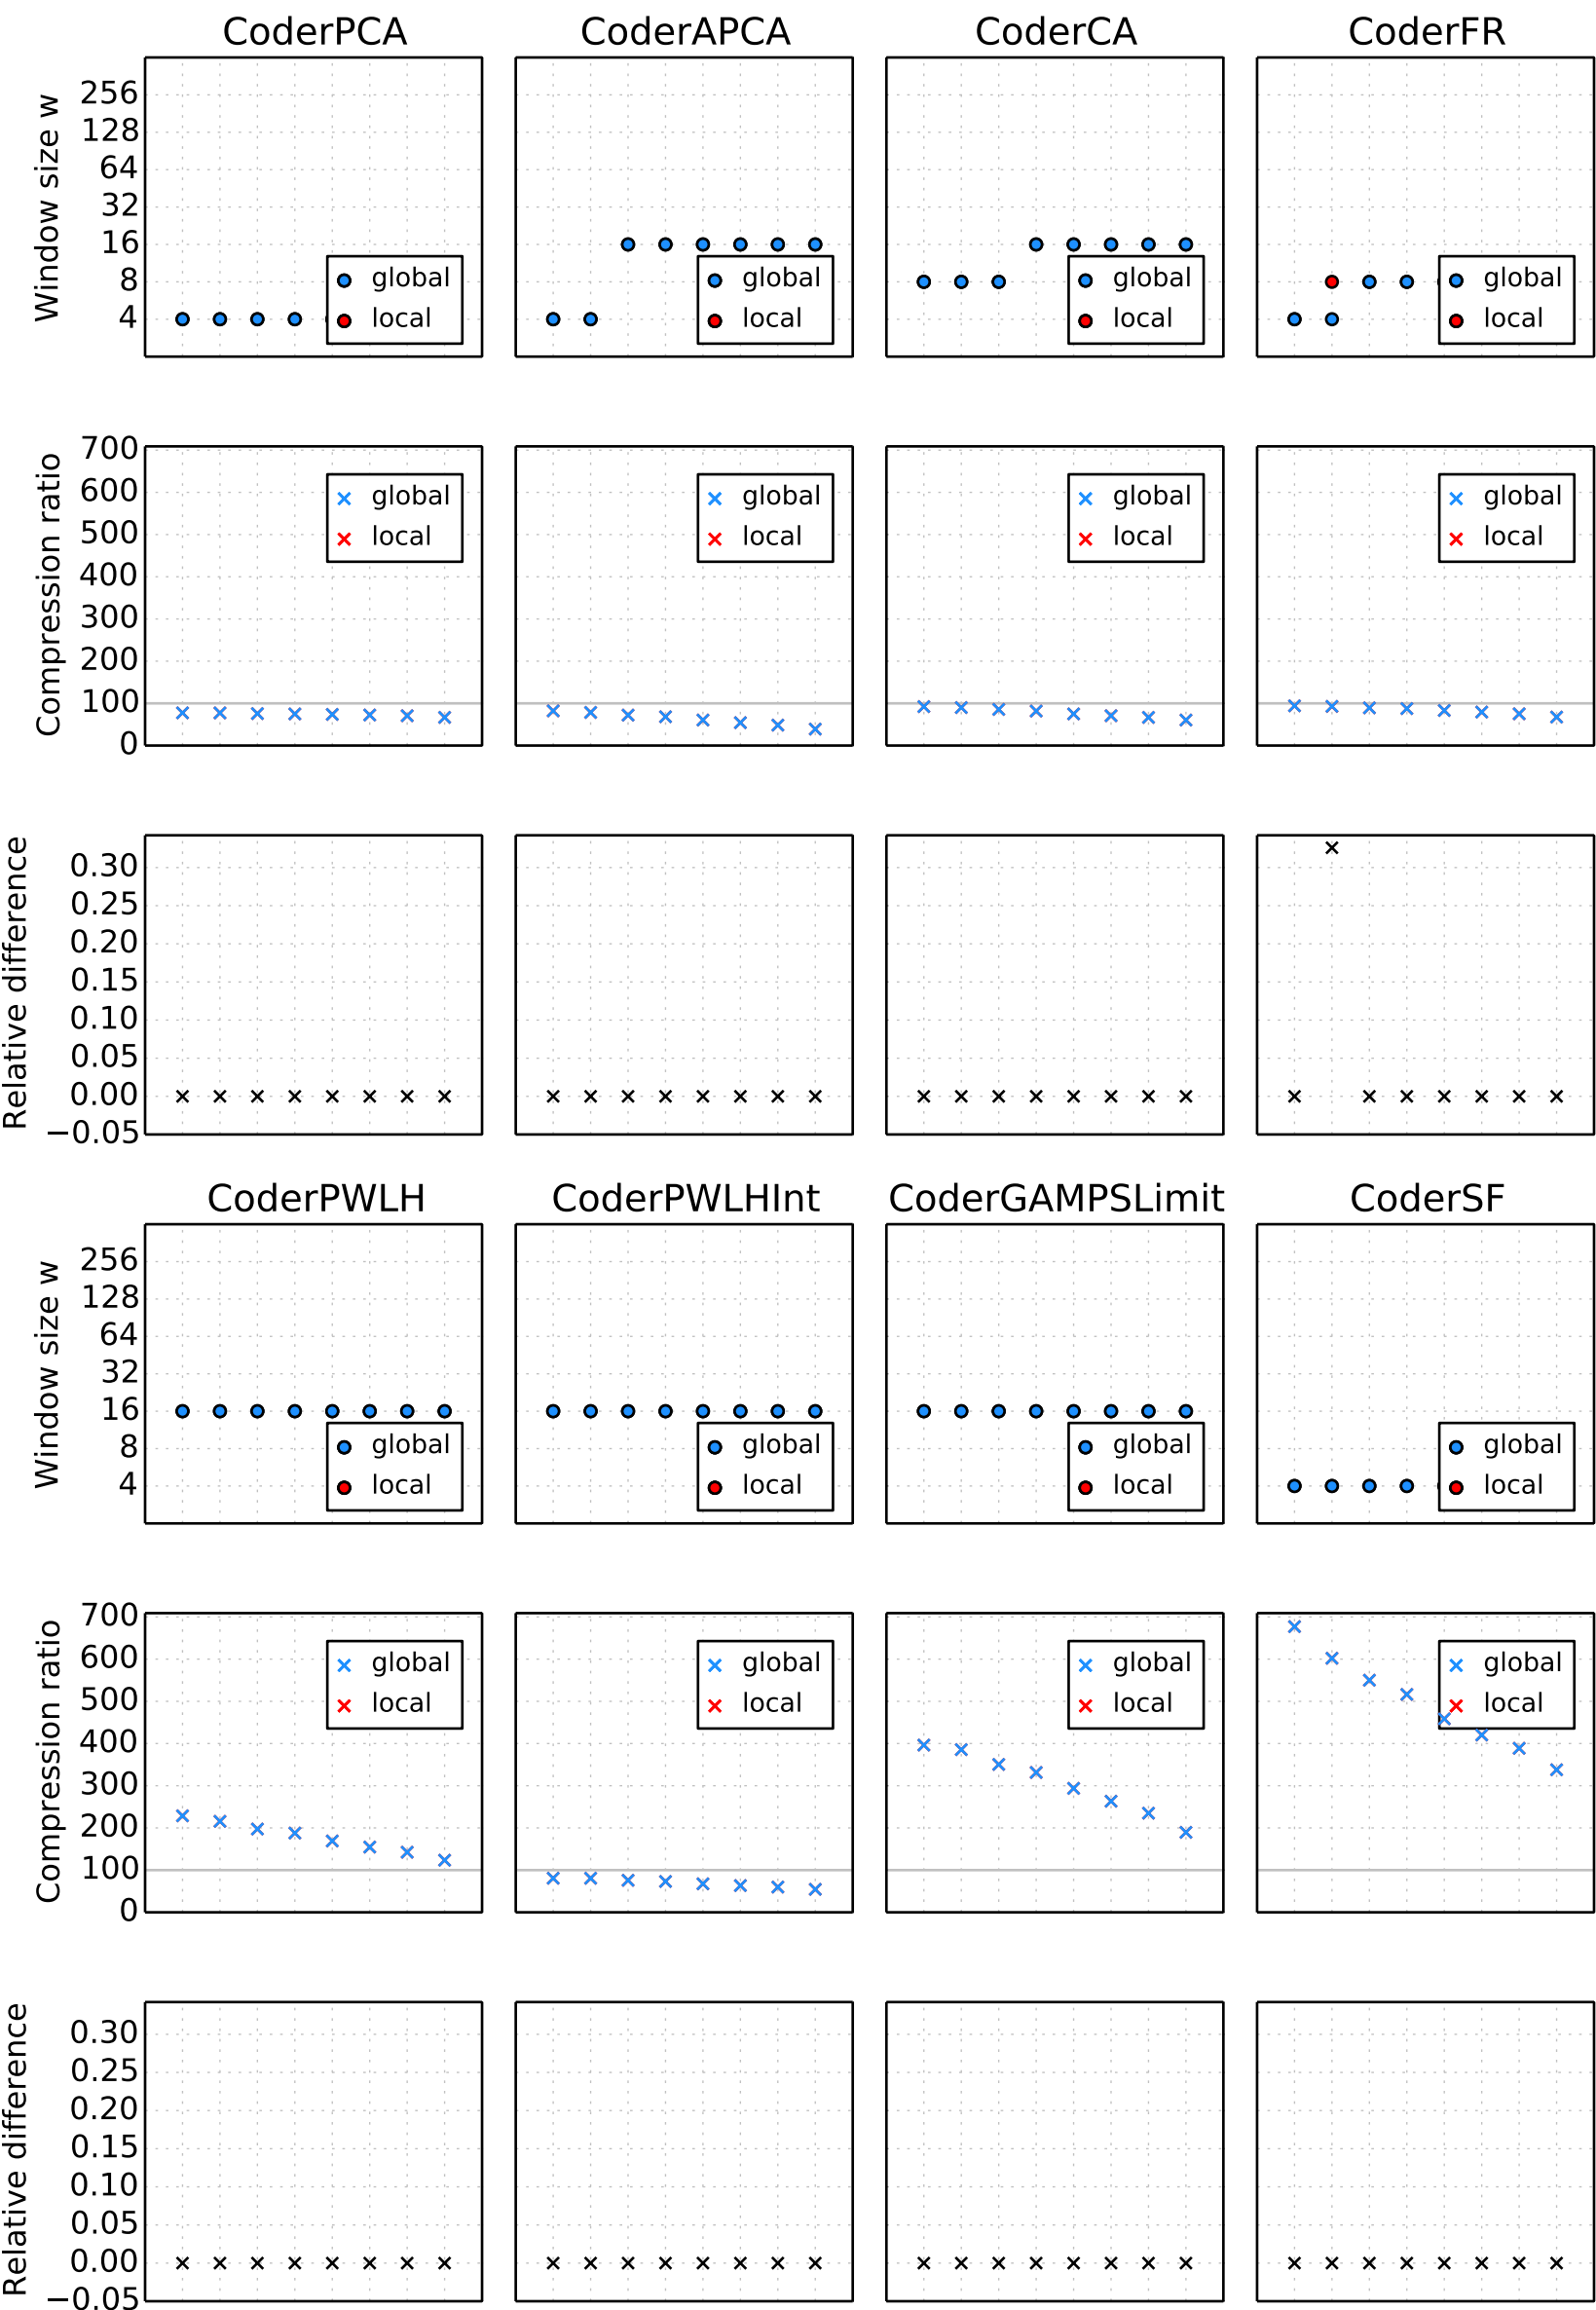 CoderPCA CoderAPCA CoderCA CoderFR
Window size w
256
128
64
32
16
8
4
global
local
global
local
global
local
global
local
Compression ratio
700
600
500
400
300
200
100
0
global
local
global
local
global
local
global
local
Relative difference
0.30
0.25
0.20
0.15
0.10
0.05
0.00
−0.05
CoderPWLH CoderPWLHInt CoderGAMPSLimit CoderSF
Window size w
256
128
64
32
16
8
4
global
local
global
local
global
local
global
local
Compression ratio
700
600
500
400
300
200
100
0
global
local
global
local
global
local
global
local
Relative difference
0.30
0.25
0.20
0.15
0.10
0.05
0.00
−0.05